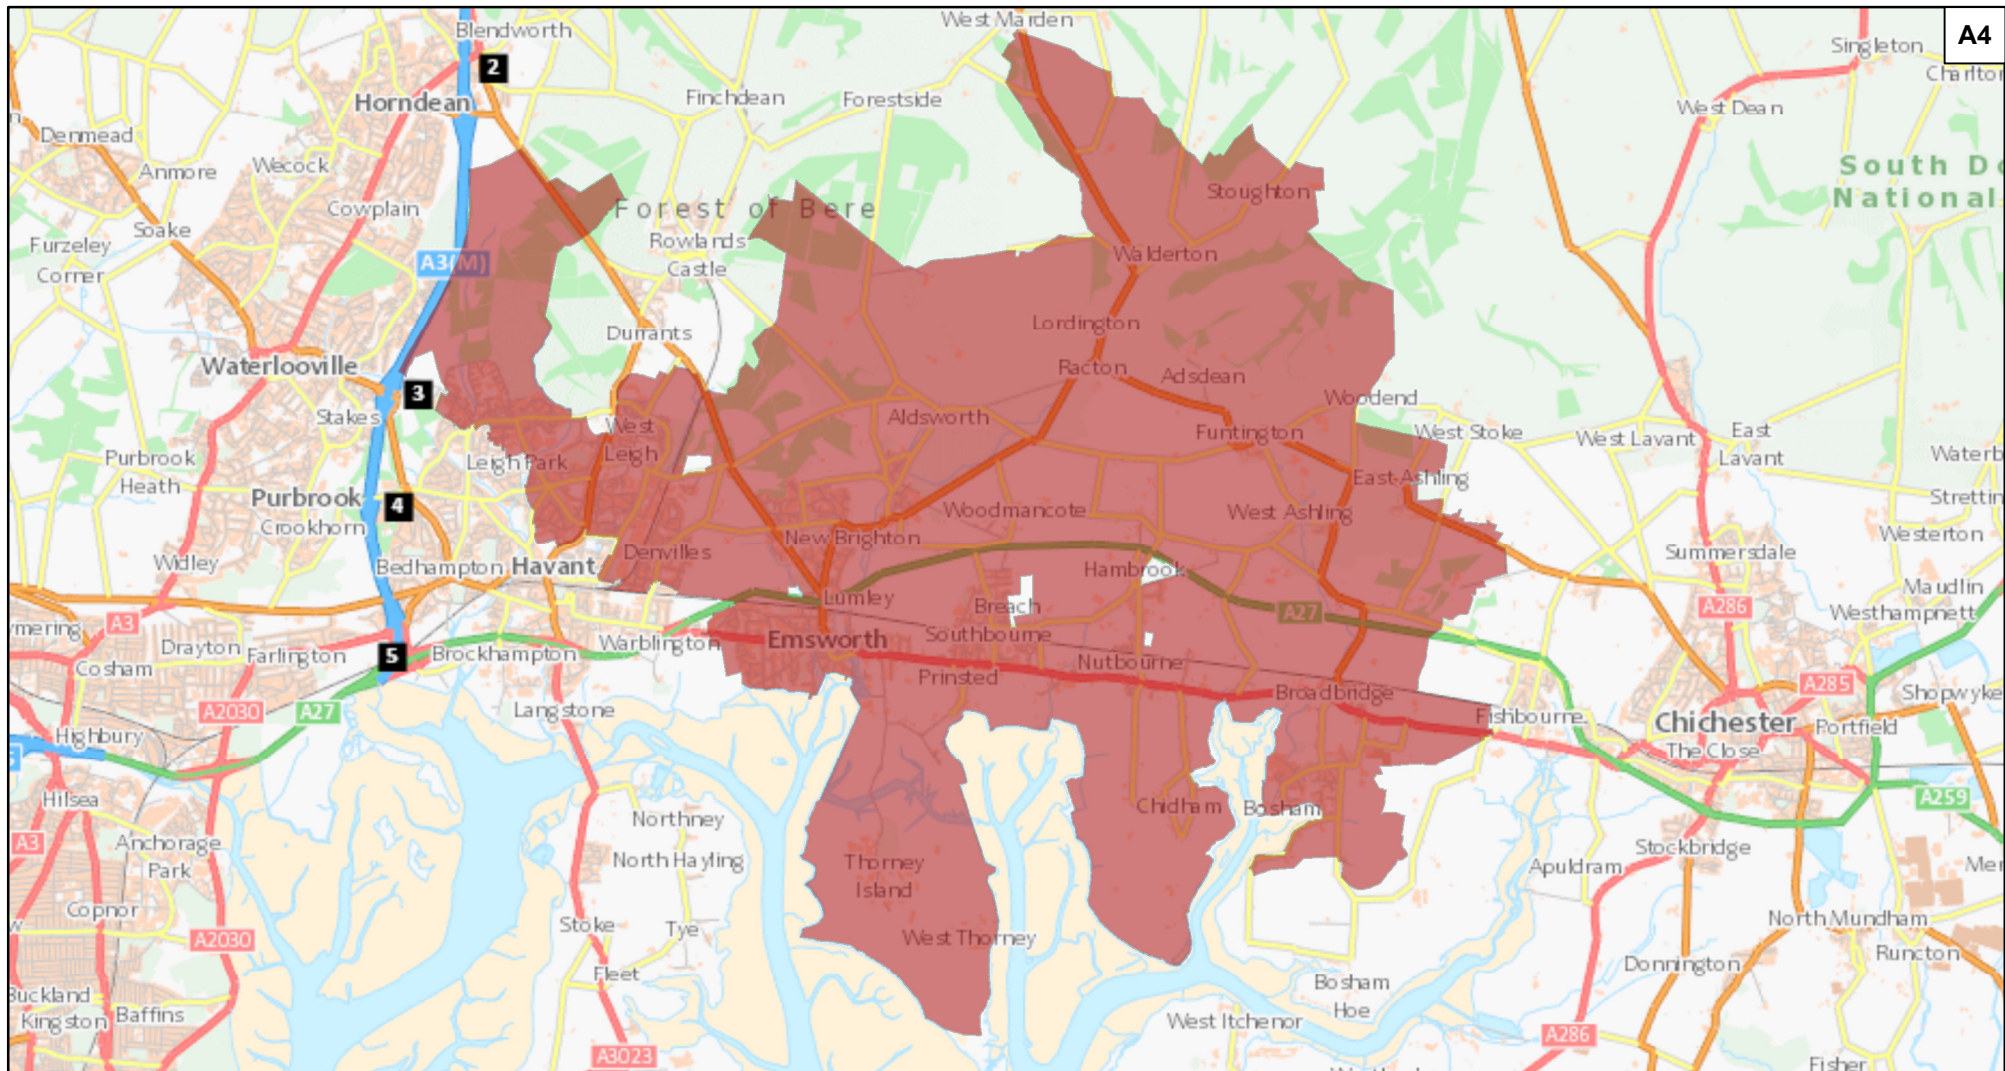 West Marden
A4
Blendworth
Singleton
2
Horndean
Finchdean
Forestside
West Dean
Denmead
Wecock
Anmore
South Do
National
Stoughton
Cowplain
Forest of Bere
Soake
Rowlands
Castle
Furzeley
Corner
A3(M)
Walderton
Lordington
Durrants
Waterlooville
Racton
Adsdean
3
Woodend
Stakes
Aldsworth
West
Leigh
Funtington
West Stoke
West Lavant
East
Lavant
Purbrook
Heath
Leigh Park
East Ashling
Purbrook
4
Crookhorn
Woodmancote
West Ashling
Westerton
New Brighton
Widley
Bedhampton
Havant
Denvilles
Summersdale
Hambrook
Maudlin
Lumley
Breach
A27
A286
Westhampnett
A3
Drayton
Farlington
5
Brockhampton
Warblington
Emsworth
Southbourne
Cosham
Nutbourne
Prinsted
Broadbridge
A285
Shopwyke
A2030
A27
Langstone
Fishbourne
Chichester
Portfield
Highbury
The Close
Hilsea
Chidham
Bosham
A259
Northney
A3
Anchorage
Park
Thorney
Island
North Hayling
Stockbridge
Apuldram
Copnor
A2030
Stoke
Tye
West Thorney
North Mundham
Runcton
Fleet
Donnington
Buckland
Kingston
Baffins
Bosham
Hoe
West Itchenor
A286
A3023